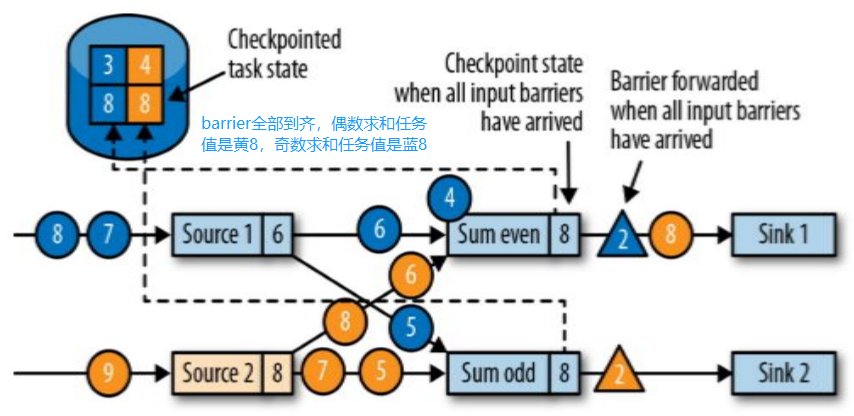 Checkpointed
task state
3 4
8 8
barrier全部到齐，偶数求和任务
值是黄8，奇数求和任务值是蓝8
Checkpoint state
when all input barriers
have arrived
Barrier forwarded
when all input barriers
have arrived
4
8 7 Source 1 6 6 Sum even 8 2 8 Sink 1
6
8
5
9 Source 2 8 7 5 Sum odd 8 2 Sink 2